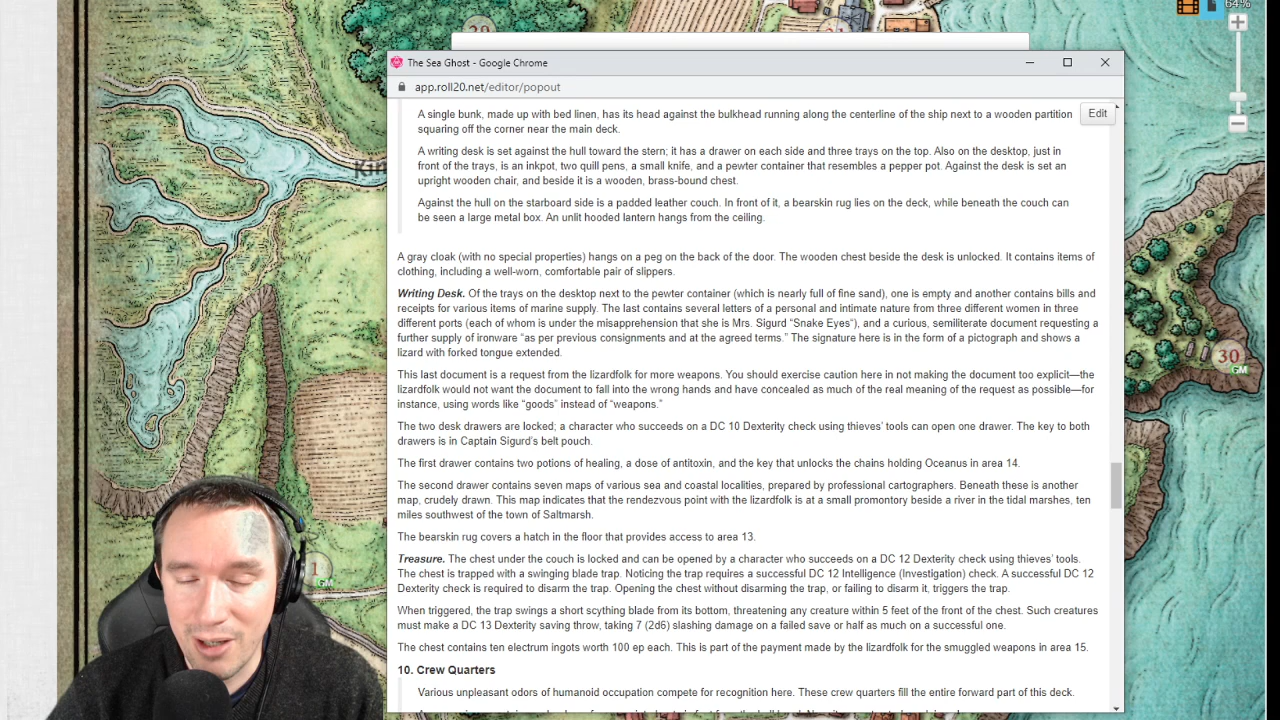 29
21
64%
The Sea Ghost - Google Chrome
app.roll20.net/editor/popout
Edit
A single bunk, made up with bed linen, has its head against the bulkhead running along the centerline of the ship next to a wooden partition
squaring off the corner near the main deck.
A writing desk is set against the hull toward the stern; it has a drawer on each side and three trays on the top. Also on the desktop, just in
front of the trays, is an inkpot, two quill pens, a small knife, and a pewter container that resembles a pepper pot. Against the desk is set an
upright wooden chair, and beside it is a wooden, brass-bound chest.
Against the hull on the starboard side is a padded leather couch. In front of it, a bearskin rug lies on the deck, while beneath the couch can
be seen a large metal box. An unlit hooded lantern hangs from the ceiling.
A gray cloak (with no special properties) hangs on a peg on the back of the door. The wooden chest beside the desk is unlocked. It contains items of
clothing, including a well-worn, comfortable pair of slippers.
Writing Desk. Of the trays on the desktop next to the pewter container (which is nearly full of fine sand), one is empty and another contains bills and
receipts for various items of marine supply. The last contains several letters of a personal and intimate nature from three different women in three
different ports (each of whom is under the misapprehension that she is Mrs. Sigurd “Snake Eyes“), and a curious, semiliterate document requesting a
further supply of ironware “as per previous consignments and at the agreed terms.” The signature here is in the form of a pictograph and shows a
lizard with forked tongue extended.
This last document is a request from the lizardfolk for more weapons. You should exercise caution here in not making the document too explicit—the
lizardfolk would not want the document to fall into the wrong hands and have concealed as much of the real meaning of the request as possible—for
instance, using words like “goods” instead of “weapons.”
The two desk drawers are locked; a character who succeeds on a DC 10 Dexterity check using thieves’ tools can open one drawer. The key to both
drawers is in Captain Sigurd’s belt pouch.
The first drawer contains two potions of healing, a dose of antitoxin, and the key that unlocks the chains holding Oceanus in area 14.
The second drawer contains seven maps of various sea and coastal localities, prepared by professional cartographers. Beneath these is another
map, crudely drawn. This map indicates that the rendezvous point with the lizardfolk is at a small promontory beside a river in the tidal marshes, ten
miles southwest of the town of Saltmarsh.
The bearskin rug covers a hatch in the floor that provides access to area 13.
Treasure. The chest under the couch is locked and can be opened by a character who succeeds on a DC 12 Dexterity check using thieves’ tools.
The chest is trapped with a swinging blade trap. Noticing the trap requires a successful DC 12 Intelligence (Investigation) check. A successful DC 12
Dexterity check is required to disarm the trap. Opening the chest without disarming the trap, or failing to disarm it, triggers the trap.
When triggered, the trap swings a short scything blade from its bottom, threatening any creature within 5 feet of the front of the chest. Such creatures
must make a DC 13 Dexterity saving throw, taking 7 (2d6) slashing damage on a failed save or half as much on a successful one.
The chest contains ten electrum ingots worth 100 ep each. This is part of the payment made by the lizardfolk for the smuggled weapons in area 15.
10. Crew Quarters
Various unpleasant odors of humanoid occupation compete for recognition here. These crew quarters fill the entire forward part of this deck.
30
GM
1
GM